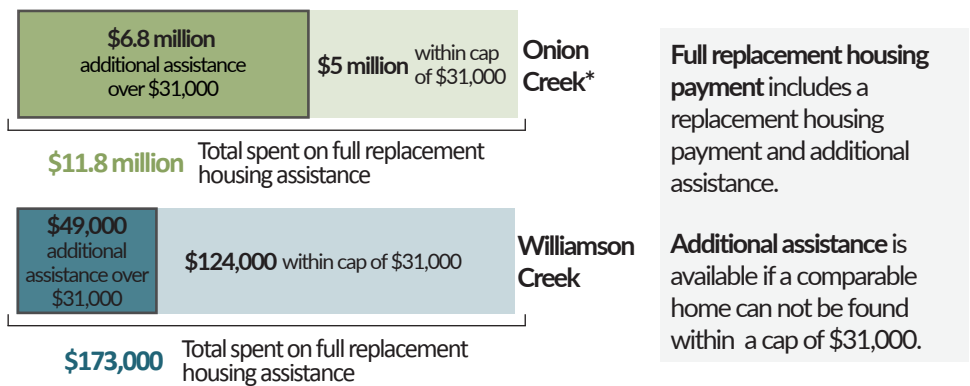 $6.8 million
additional assistance
over $31,000
$5 million within cap
of $31,000
Onion
Creek*
$11.8 million Total spent on full replacement
housing assistance
$49,000
additional
assistance over
$31,000
$124,000 within cap of $31,000
Williamson
Creek
$173,000 Total spent on full replacement
housing assistance
Full replacement housing
payment includes a
replacement housing
payment and additional
assistance.
Additional assistance is
available if a comparable
home can not be found
within a cap of $31,000.